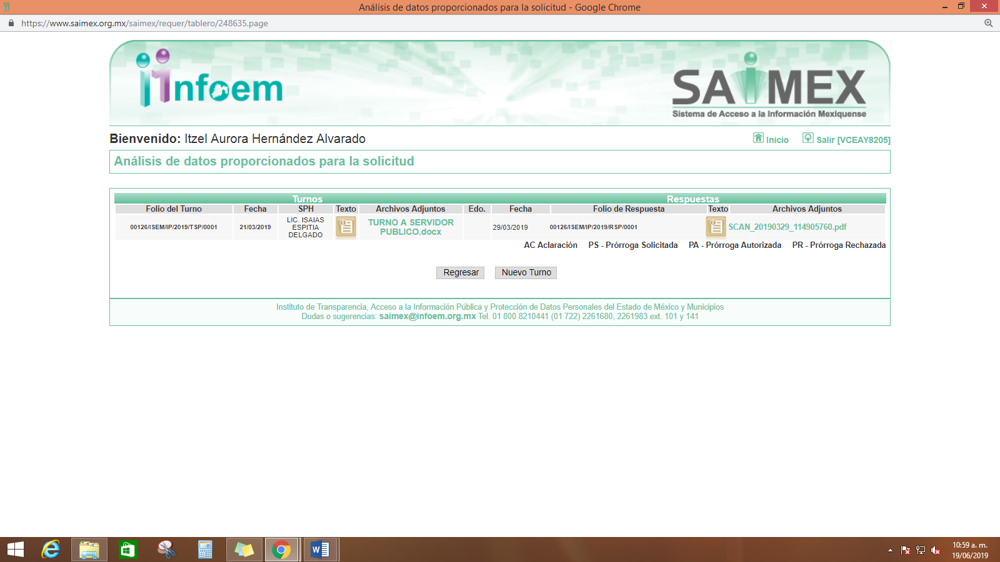 Análisis de datos proporcionados para la solicitud - Google Chrome
https://www.saimex.org.mx/saimex/requer/tablero/248635.page
infoem
SAIMEX
Sistema de Acceso a la Información Mexiquense
Bienvenido: Itzel Aurora Hernández Alvarado
Inicio
Salir [VCEAY8205]
Análisis de datos proporcionados para la solicitud
Turnos
Respuestas
Folio del Turno
Fecha
SPH
Texto
Archivos Adjuntos
Edo.
Fecha
Folio de Respuesta
Texto
Archivos Adjuntos
00126/ISEM/IP/2019/TSP/0001
21/03/2019
LIC. ISAIAS
ESPITIA
DELGADO
TURNO A SERVIDOR
PUBLICO.docx
29/03/2019
00126/ISEM/IP/2019/RSP/0001
SCAN_20190329_114905760.pdf
AC Aclaración
PS - Prórroga Solicitada
PA - Prórroga Autorizada
PR - Prórroga Rechazada
Regresar
Nuevo Turno
Instituto de Transparencia, Acceso a la Información Pública y Protección de Datos Personales del Estado de México y Municipios
Dudas o sugerencias: saimex@infoem.org.mx Tel. 01 800 8210441 (01 722) 2261680, 2261983 ext. 101 y 141
10:59 a. m.
19/06/2019